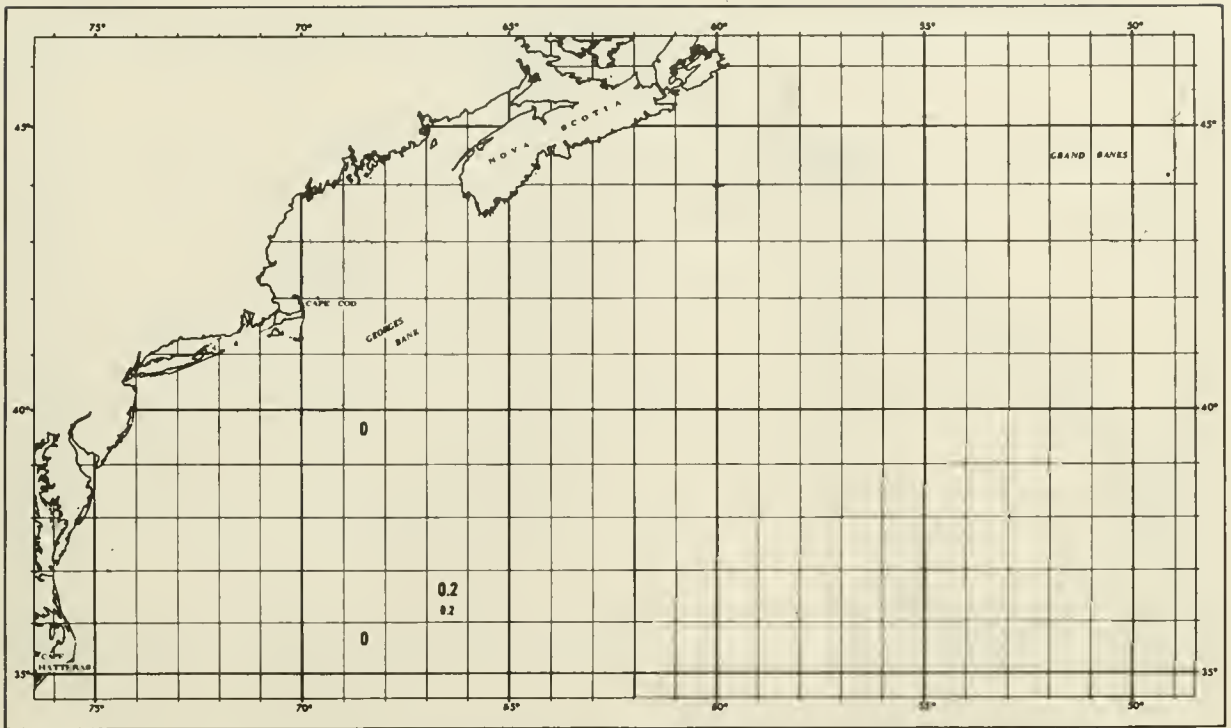 75° 70° 65° 60° 55° 50°
45° 45°
NOVA SCOTIA
GRAND BANKS
CAPE COD
GEORGES
BANK
40° 40°
0
0.2
0.2
0
CAPE
HATTERAS
35° 35°
75° 70° 65° 60° 55° 50°